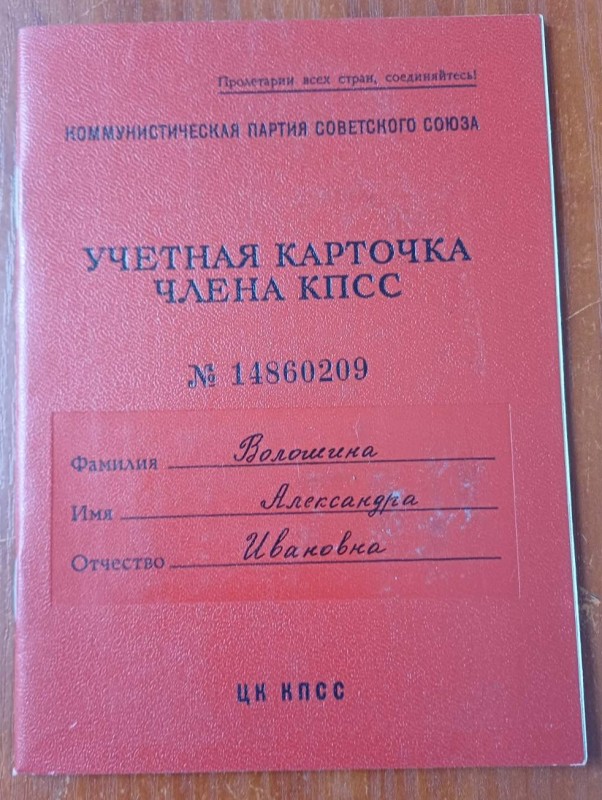 Пролетарии всех стран, соединяйтесь!
КОММУНИСТИЧЕСКАЯ ПАРТИЯ СОВЕТСКОГО СОЮЗА
УЧЕТНАЯ КАРТОЧКА
ЧЛЕНА КПСС
№ 14860209
Фамилия Волошина
Имя Александра
Отчество Ивановна
ЦК КПСС